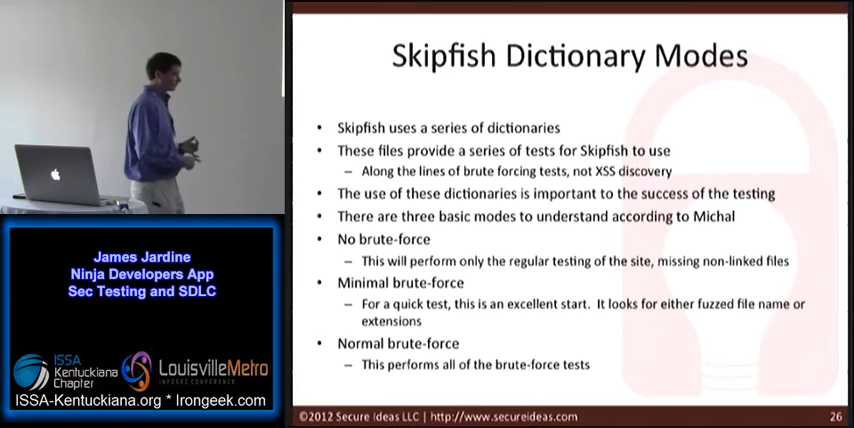 Skipfish Dictionary Modes
• Skipfish uses a series of dictionaries
• These files provide a series of tests for Skipfish to use
– Along the lines of brute forcing tests, not XSS discovery
• The use of these dictionaries is important to the success of the testing
• There are three basic modes to understand according to Michal
• No brute-force
– This will perform only the regular testing of the site, missing non-linked files
• Minimal brute-force
– For a quick test, this is an excellent start. It looks for either fuzzed file name or
extensions
• Normal brute-force
– This performs all of the brute-force tests
©2012 Secure Ideas LLC | http://www.secureideas.com
26
James Jardine
Ninja Developers App
Sec Testing and SDLC
ISSA
Kentuckiana
Chapter
LouisvilleMetro
INFOSEC CONFERENCE
ISSA-Kentuckiana.org * Irongeek.com